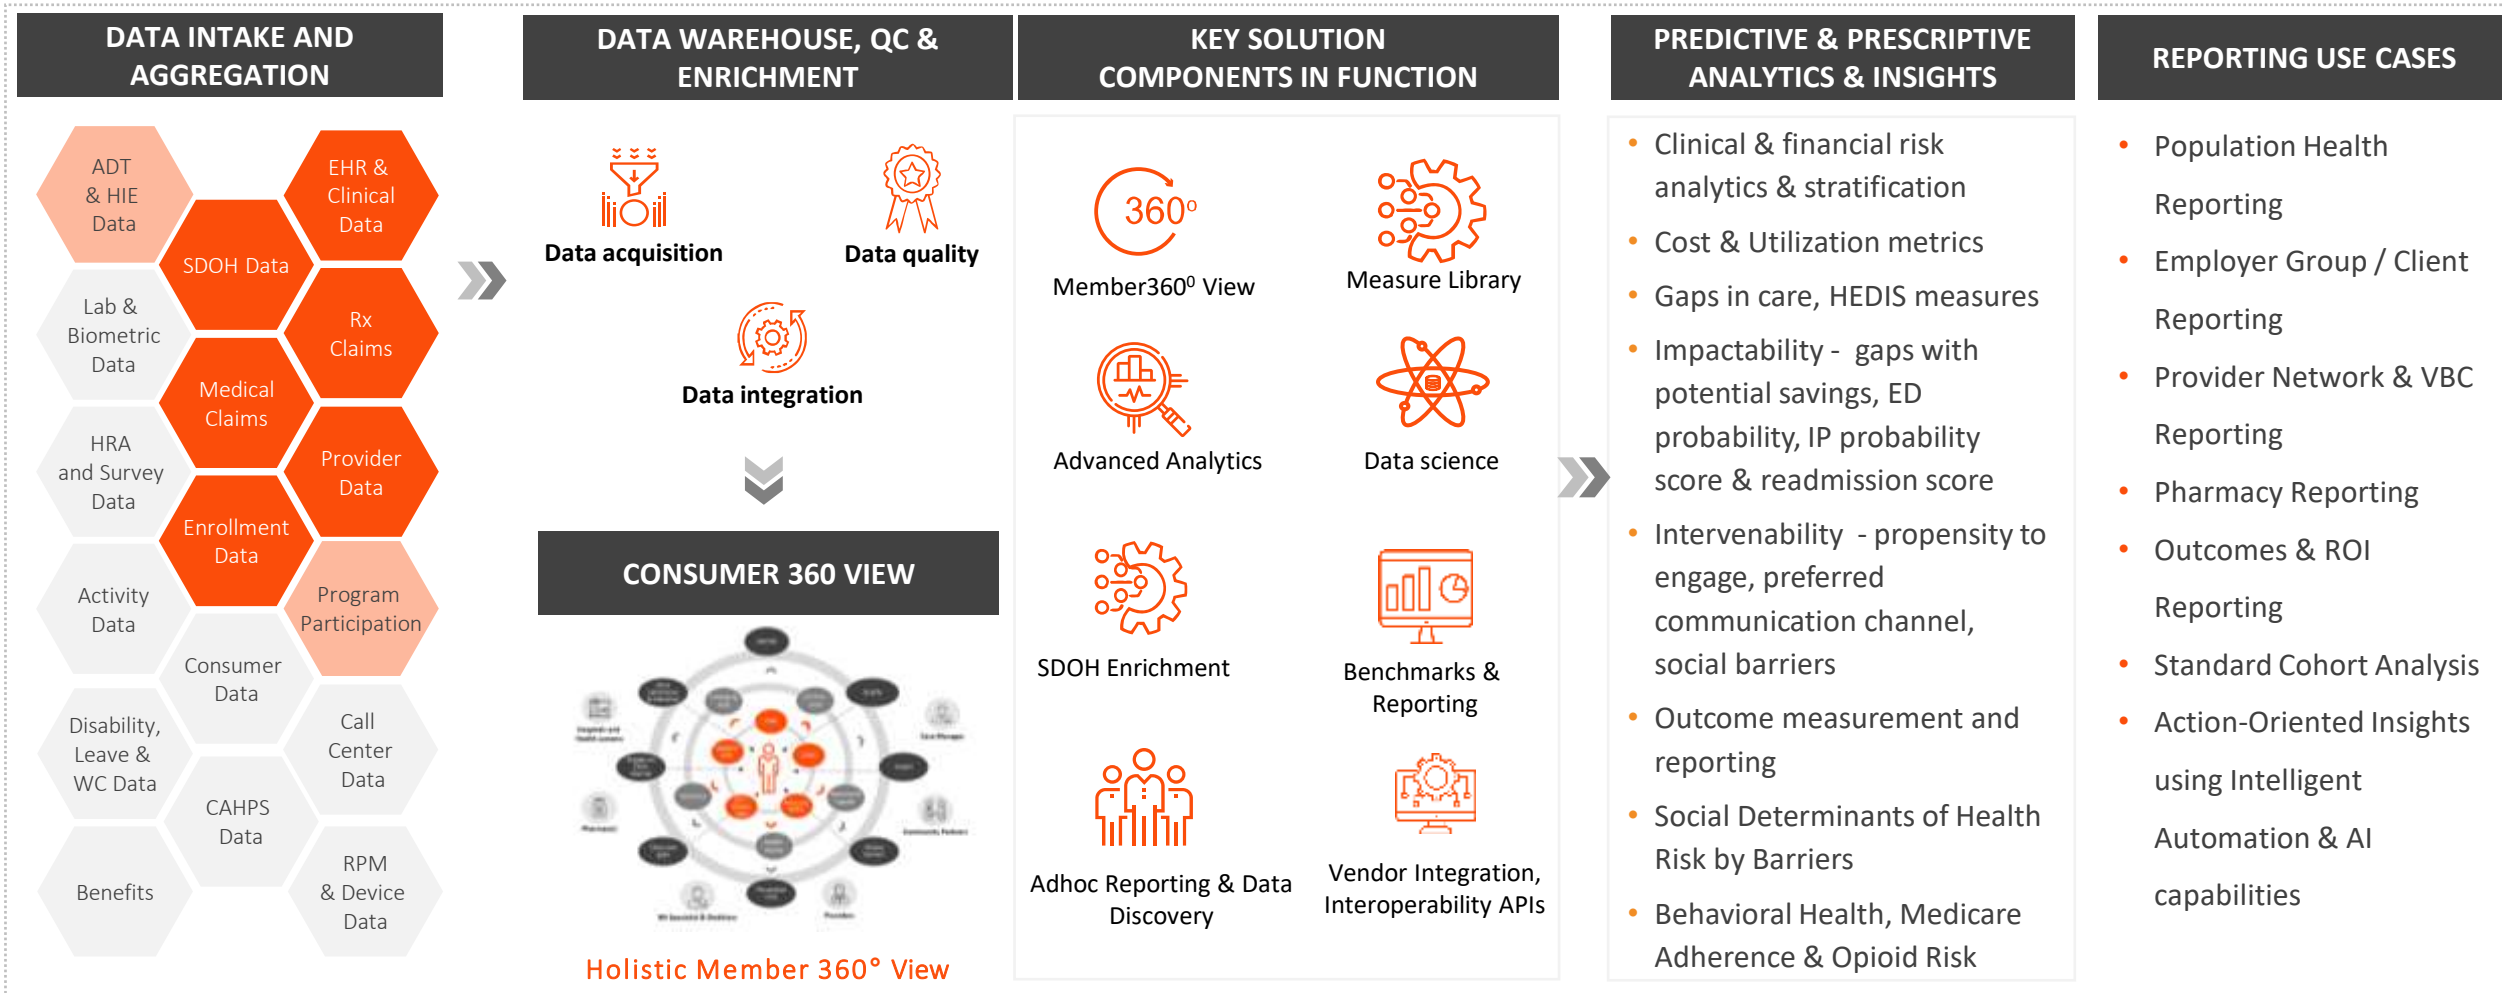 DATA INTAKE AND
AGGREGATION
ADT
& HIE
Data
EHR &
Clinical
Data
SDOH Data
Lab &
Biometric
Data
Rx
Claims
Medical
Claims
HRA
and Survey
Data
Provider
Data
Enrollment
Data
Activity
Data
Program
Participation
Consumer
Data
Disability,
Leave &
WC Data
Call
Center
Data
CAHPS
Data
Benefits
RPM
& Device
Data
DATA WAREHOUSE, QC &
ENRICHMENT
Data acquisition
Data quality
Data integration
CONSUMER 360 VIEW
Holistic Member 360° View
KEY SOLUTION
COMPONENTS IN FUNCTION
360⁰
Member360⁰ View
Measure Library
Advanced Analytics
Data science
SDOH Enrichment
Benchmarks &
Reporting
Adhoc Reporting & Data
Discovery
Vendor Integration,
Interoperability APIs
PREDICTIVE & PRESCRIPTIVE
ANALYTICS & INSIGHTS
• Clinical & financial risk
analytics & stratification
• Cost & Utilization metrics
• Gaps in care, HEDIS measures
• Impactability - gaps with
potential savings, ED
probability, IP probability
score & readmission score
• Intervenability - propensity to
engage, preferred
communication channel,
social barriers
• Outcome measurement and
reporting
• Social Determinants of Health
Risk by Barriers
• Behavioral Health, Medicare
Adherence & Opioid Risk
REPORTING USE CASES
• Population Health
Reporting
• Employer Group / Client
Reporting
• Provider Network & VBC
Reporting
• Pharmacy Reporting
• Outcomes & ROI
Reporting
• Standard Cohort Analysis
• Action-Oriented Insights
using Intelligent
Automation & AI
capabilities